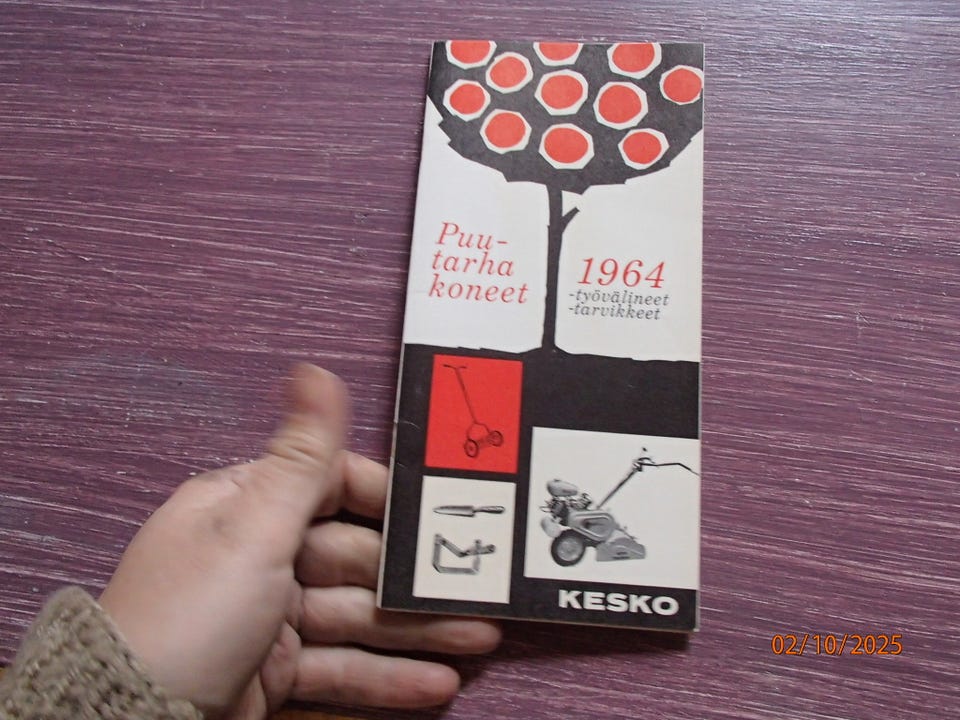 Puu-
tarha
koneet
1964
-työvälineet
-tarvikkeet
KESKO
02/10/2025